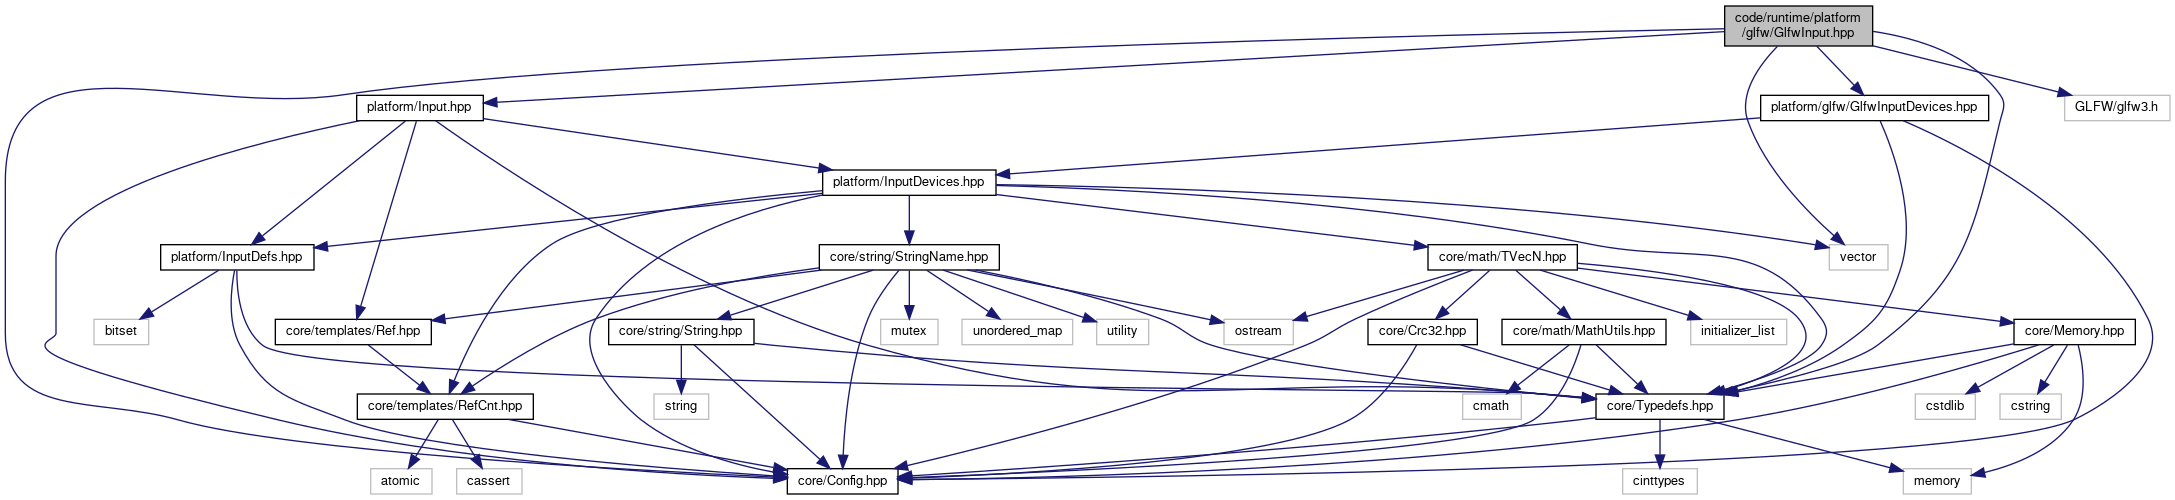 code/runtime/platform
/glfw/GlfwInput.hpp
platform/Input.hpp
platform/glfw/GlfwInputDevices.hpp
GLFW/glfw3.h
platform/InputDevices.hpp
platform/InputDefs.hpp
core/string/StringName.hpp
core/math/TVecN.hpp
vector
bitset
core/templates/Ref.hpp
core/string/String.hpp
mutex
unordered_map
utility
ostream
core/Crc32.hpp
core/math/MathUtils.hpp
initializer_list
core/Memory.hpp
core/templates/RefCnt.hpp
string
cmath
core/Typedefs.hpp
cstdlib
cstring
atomic
cassert
core/Config.hpp
cinttypes
memory